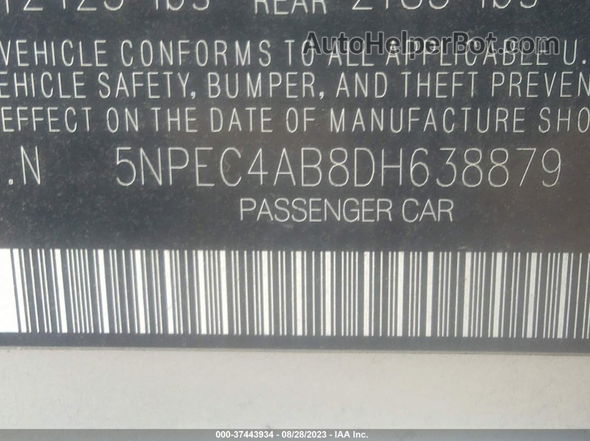 REAR
AutoHelperBot.com
VEHICLE CONFORMS TO ALL APPLICABLE U.
EHICLE SAFETY, BUMPER, AND THEFT PREVEN
EFFECT ON THE DATE OF MANUFACTURE SHO
.N 5NPEC4AB8DH638879
PASSENGER CAR
000-37443934 / 08/28/2023 - IAA Inc.